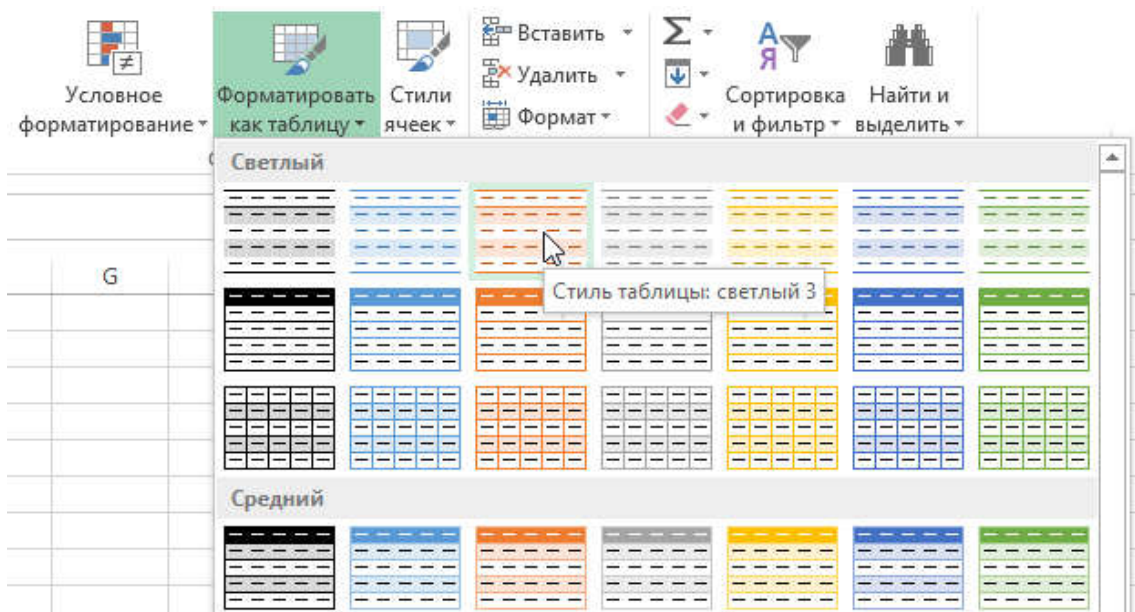 Условное
форматирование
Форматировать
как таблицу
Стили
ячеек
Вставить
Удалить
Формат
Σ
Сортировка
и фильтр
Найти и
выделить
Светлый
G
Стиль таблицы: светлый 3
Средний